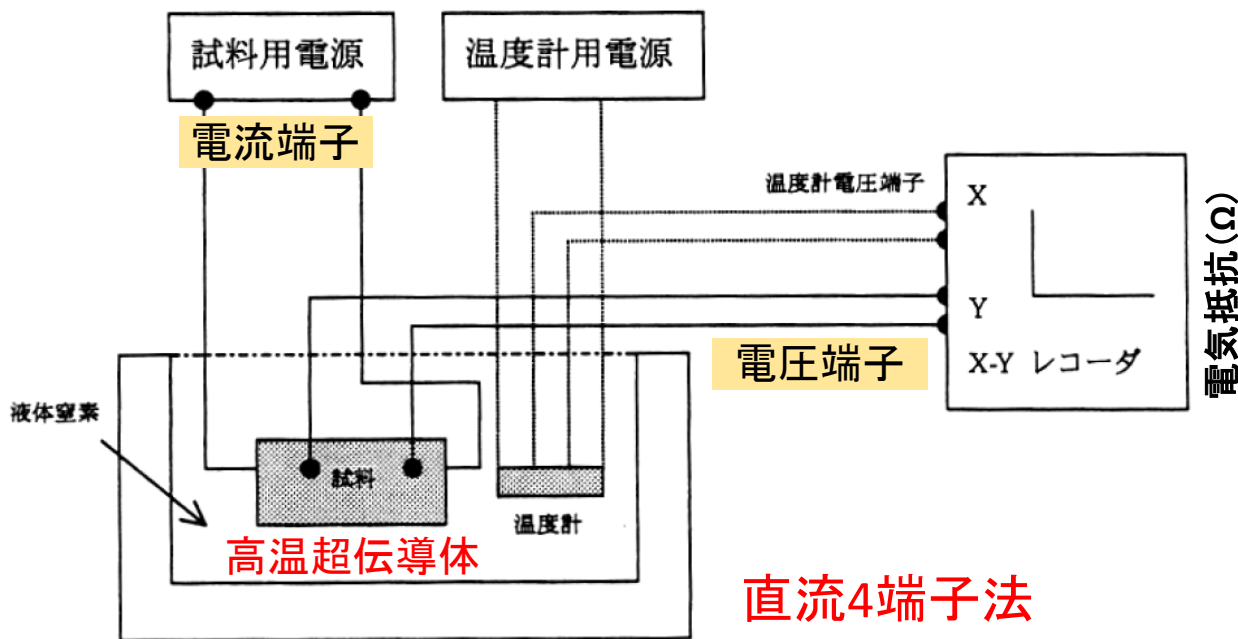 試料用電源
温度計用電源
電流端子
温度計電圧端子
X
Y
電圧端子
X-Y レコーダ
電気抵抗(Ω)
液体窒素
試料
温度計
高温超伝導体
直流4端子法